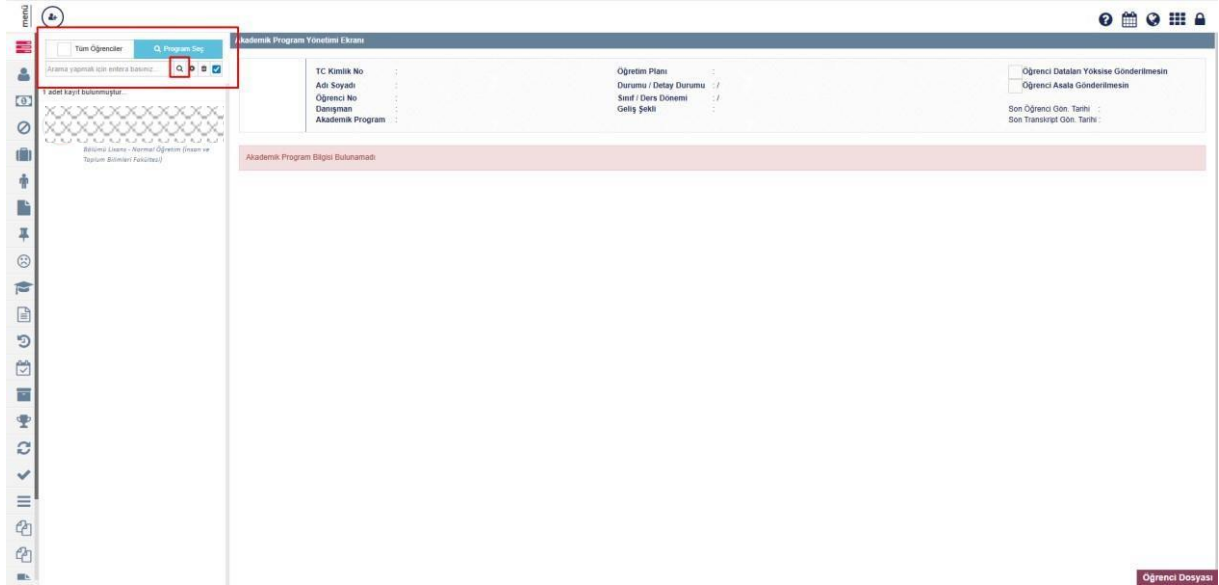 menü
Tüm Öğrenciler
Program Seç
Arama yapmak için entera basınız...
1 adet kayıt bulunmuştur...
Bölümü Lisans - Normal Öğretim (İnsan ve
Toplum Bilimleri Fakültesi)
Akademik Program Yönetimi Ekranı
TC Kimlik No :
Adı Soyadı :
Öğrenci No :
Danışman :
Akademik Program :
Öğretim Planı :
Durumu / Detay Durumu : /
Sınıf / Ders Dönemi : /
Geliş Şekli :
Öğrenci Dataları Yöksise Gönderilmesin
Öğrenci Asala Gönderilmesin
Son Öğrenci Gön. Tarihi :
Son Transkript Gön. Tarihi :
Akademik Program Bilgisi Bulunamadı
Öğrenci Dosyası